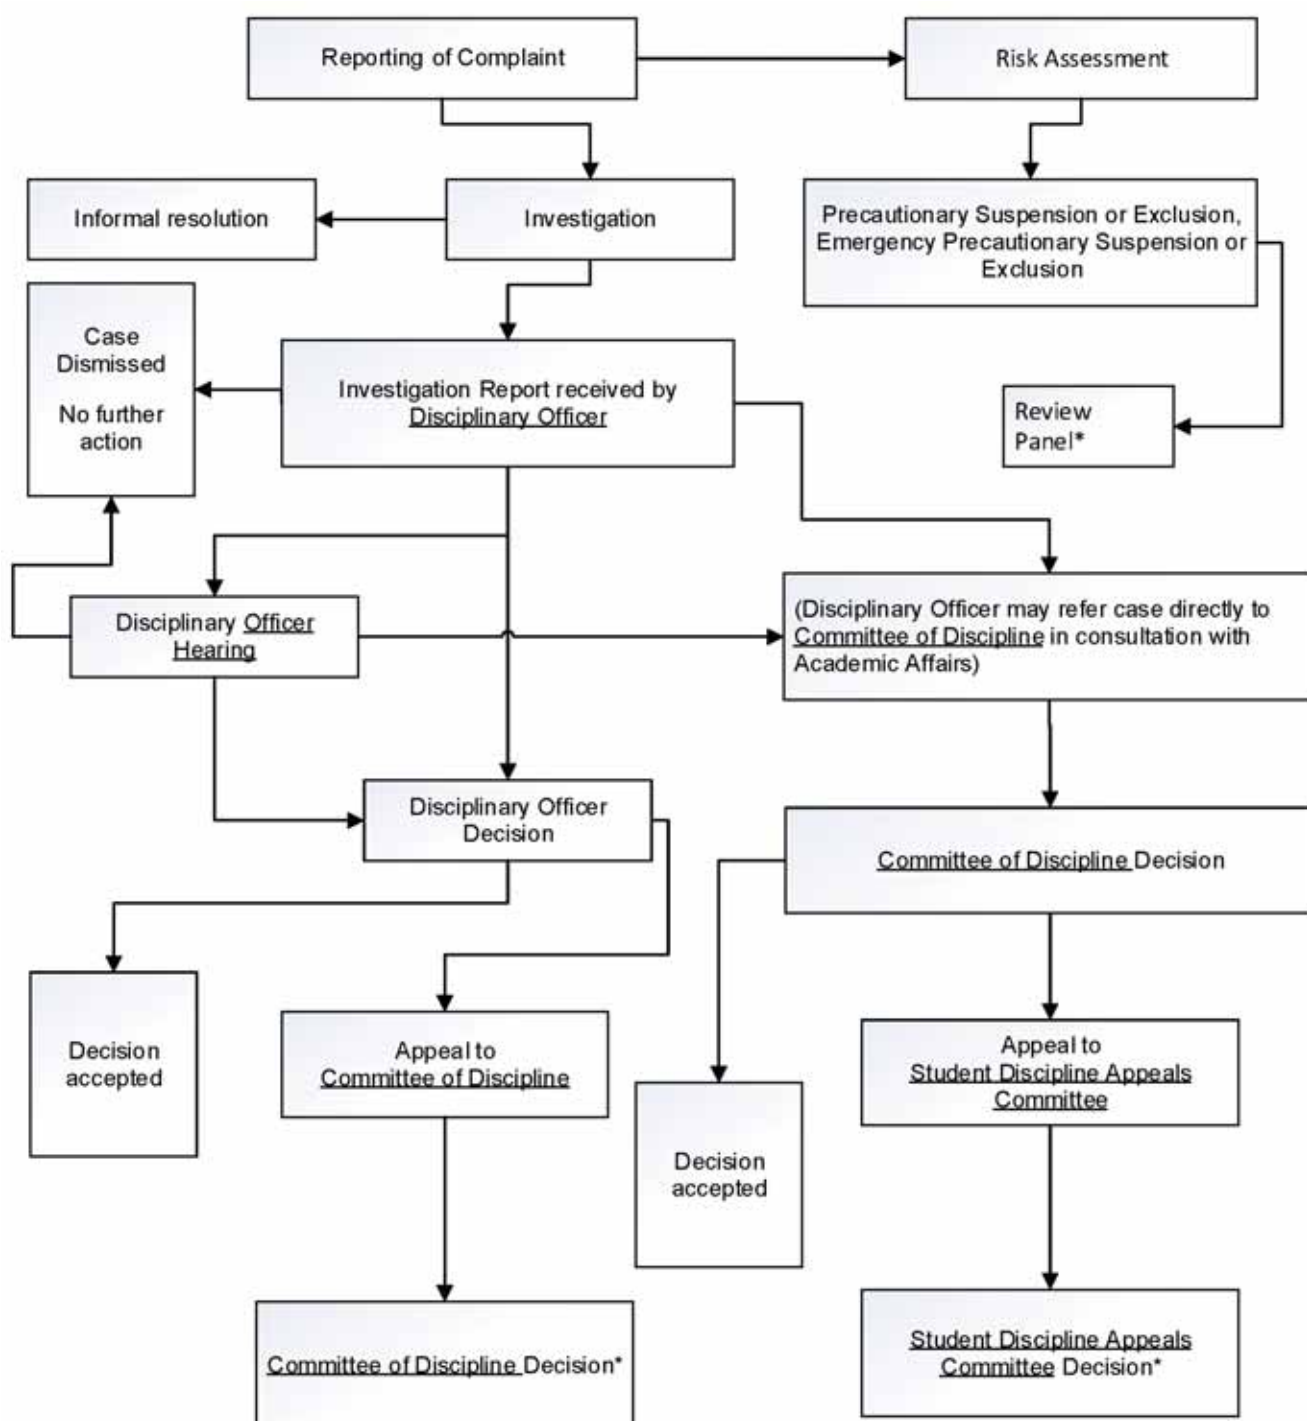 Reporting of Complaint
Risk Assessment
Informal resolution
Investigation
Precautionary Suspension or Exclusion,
Emergency Precautionary Suspension or
Exclusion
Case
Dismissed
No further
action
Investigation Report received by
Disciplinary Officer
Review
Panel*
Disciplinary Officer
Hearing
(Disciplinary Officer may refer case directly to
Committee of Discipline in consultation with
Academic Affairs)
Disciplinary Officer
Decision
Committee of Discipline Decision
Decision
accepted
Appeal to
Committee of Discipline
Decision
accepted
Appeal to
Student Discipline Appeals
Committee
Committee of Discipline Decision*
Student Discipline Appeals
Committee Decision*